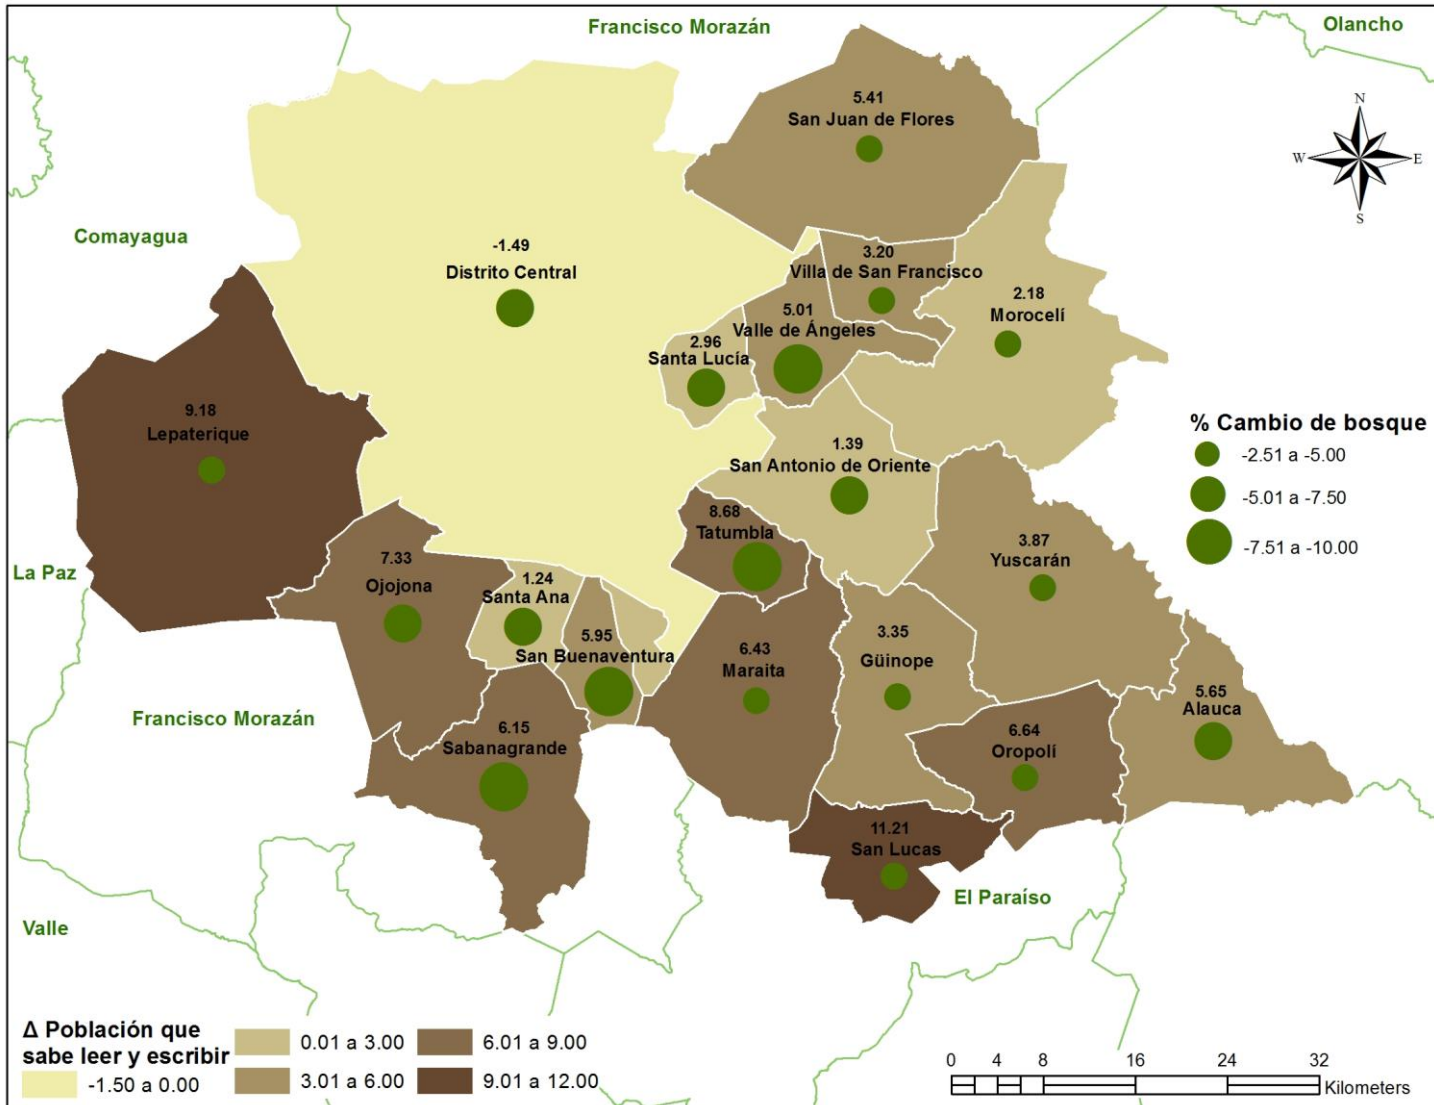 Francisco Morazán
Olancho
5.41
San Juan de Flores
N
W
E
S
Comayagua
-1.49
Distrito Central
3.20
Villa de San Francisco
2.18
Morocelí
5.01
Valle de Ángeles
2.96
Santa Lucía
9.18
Lepaterique
1.39
San Antonio de Oriente
% Cambio de bosque
-2.51 a -5.00
-5.01 a -7.50
-7.51 a -10.00
8.68
Tatumbla
3.87
Yuscarán
La Paz
7.33
Ojojona
1.24
Santa Ana
5.95
San Buenaventura
6.43
Maraita
3.35
Güinope
5.65
Alauca
Francisco Morazán
6.15
Sabanagrande
6.64
Oropolí
11.21
San Lucas
El Paraíso
Valle
Δ Población que
sabe leer y escribir
-1.50 a 0.00
0.01 a 3.00
3.01 a 6.00
6.01 a 9.00
9.01 a 12.00
0 4 8 16 24 32
Kilometers